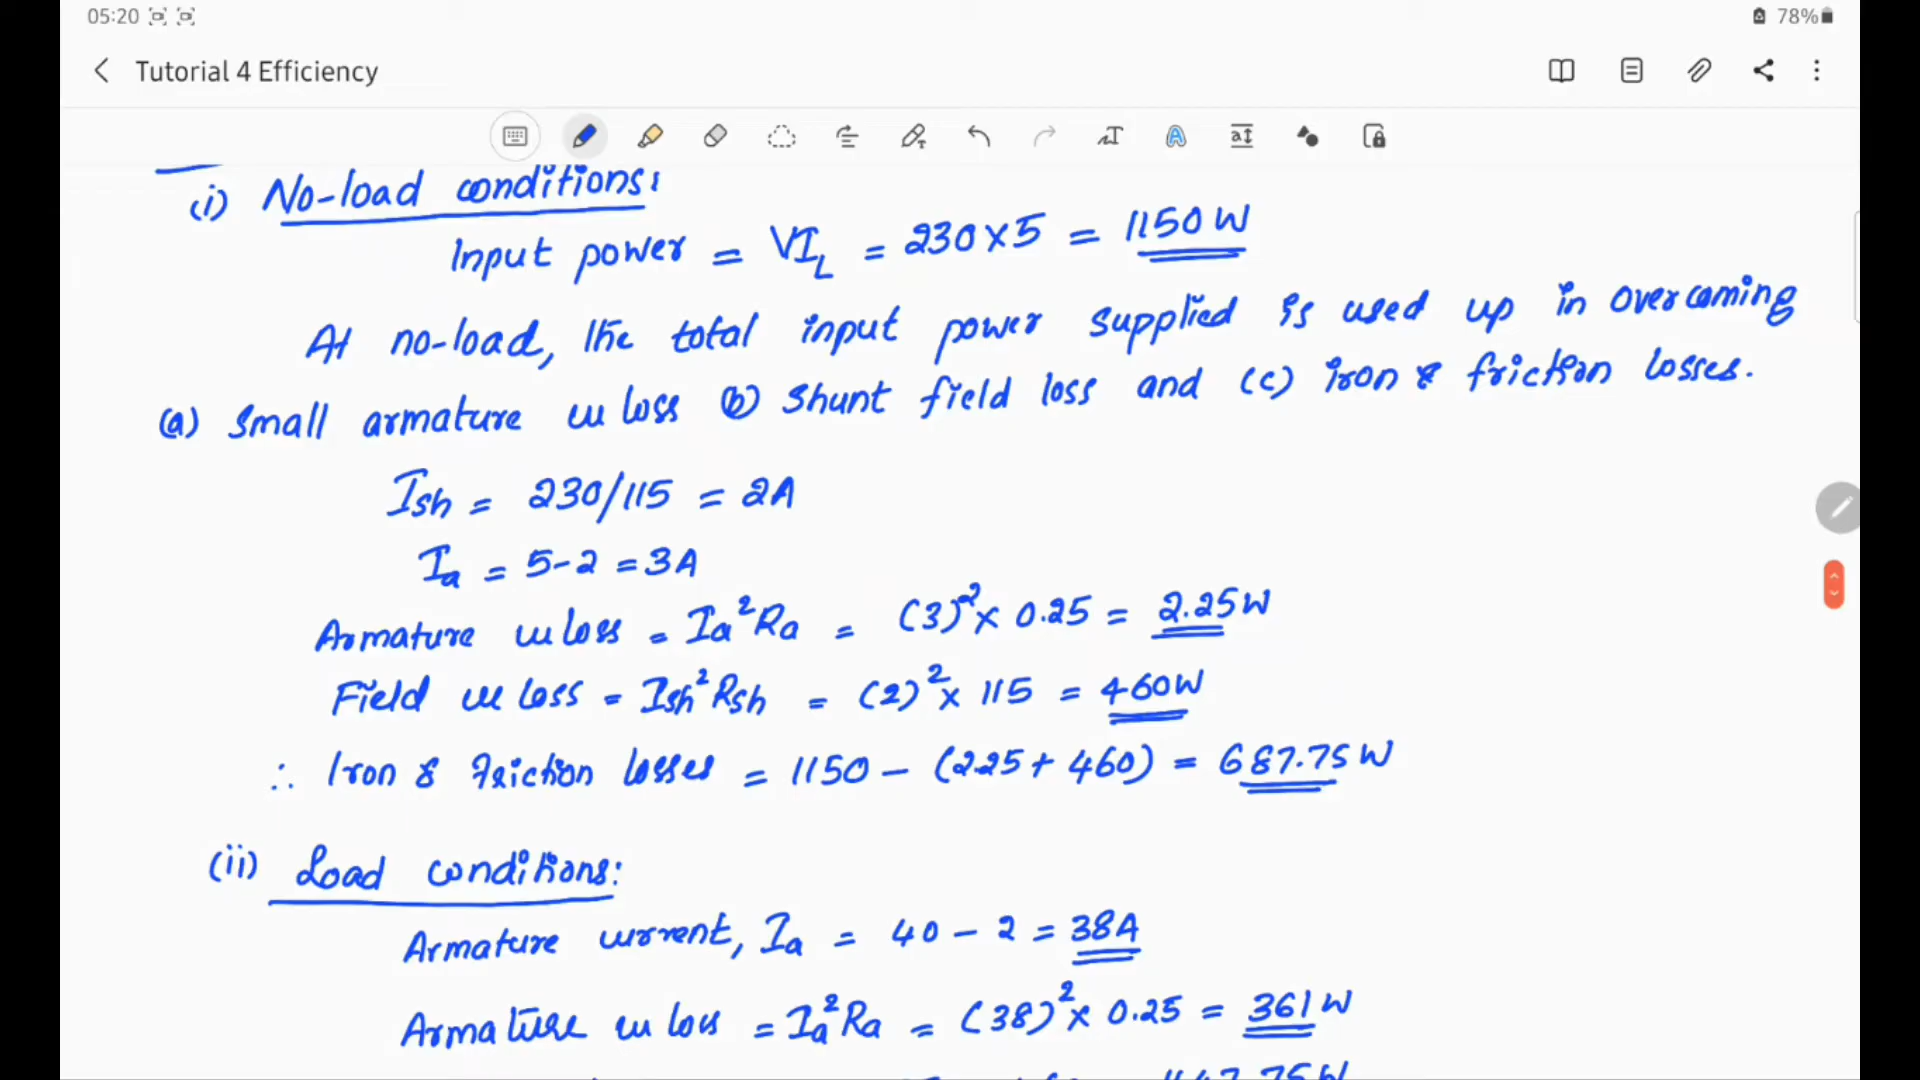 05:20
78%
Tutorial 4 Efficiency
(i) No-load conditions:
Input power = VI_L = 230×5 = 1150 W
At no-load, the total input power supplied is used up in overcoming
(a) Small armature cu loss (b) Shunt field loss and (c) iron & friction losses.
Ish = 230/115 = 2A
Ia = 5-2 = 3A
Armature cu loss = Ia²Ra = (3)² × 0.25 = 2.25W
Field cu loss = Ish²Rsh = (2)² × 115 = 460W
∴ Iron & Friction losses = 1150 – (2.25 + 460) = 687.75 W
(ii) Load conditions:
Armature current, Ia = 40 – 2 = 38A
Armature cu loss = Ia²Ra = (38)² × 0.25 = 361 W